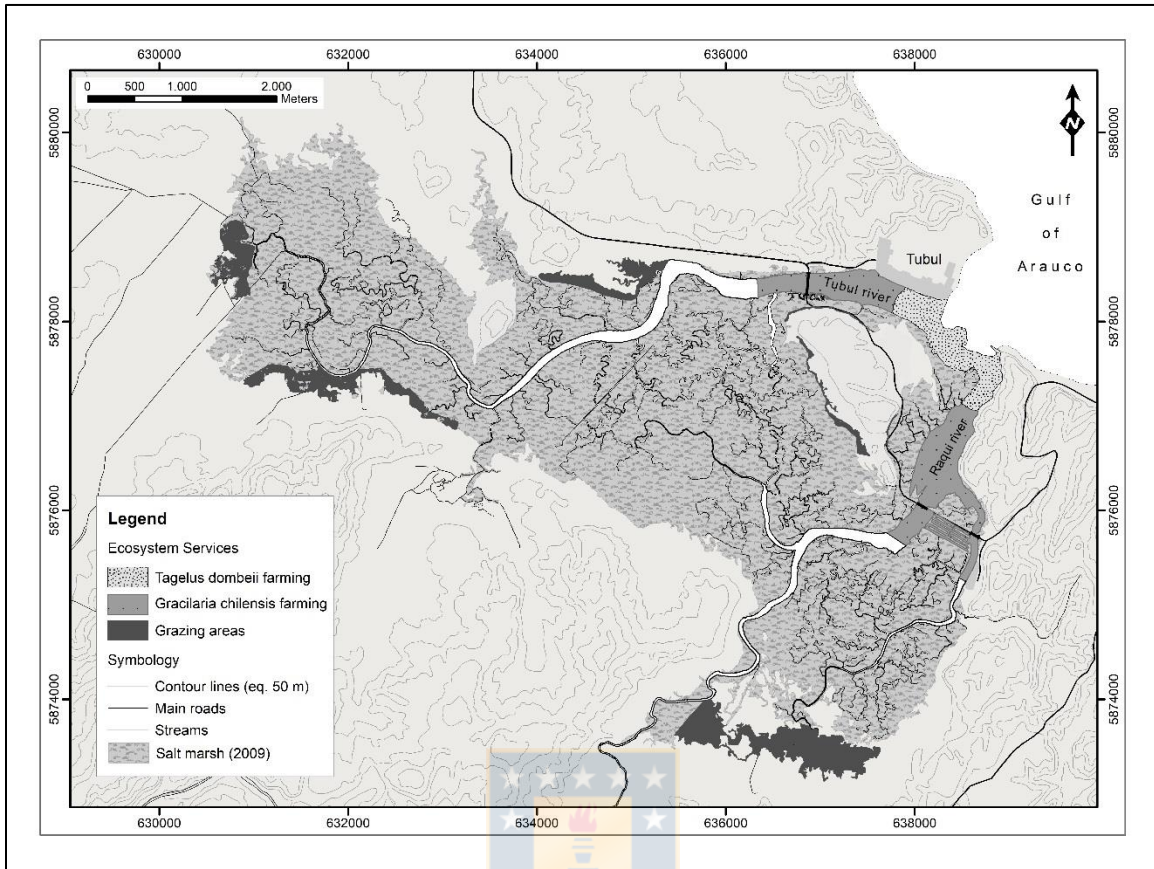 630000 632000 634000 636000 638000
0 500 1.000 2.000
Meters
N
5880000 5880000
Gulf
of
Arauco
Tubul
Tubul river
5878000 5878000
Raqui river
5876000 5876000
Legend
Ecosystem Services
Tagelus dombeii farming
Gracilaria chilensis farming
Grazing areas
Symbology
Contour lines (eq. 50 m)
Main roads
Streams
Salt marsh (2009)
5874000 5874000
630000 632000 634000 636000 638000